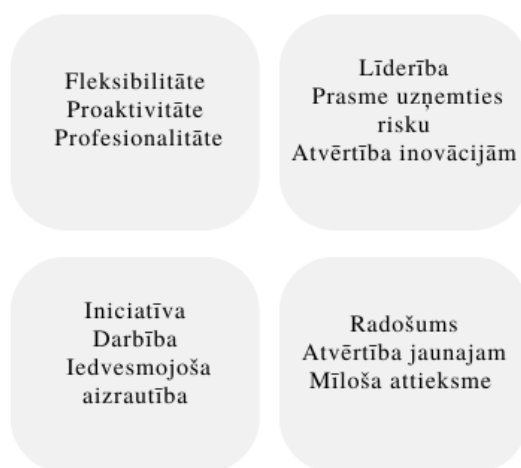 Fleksibilitāte
Proaktivitāte
Profesionalitāte
Līderība
Prasme uzņemties
risku
Atvērtība inovācijām
Iniciatīva
Darbība
Iedvesmojoša
aizrautība
Radošums
Atvērtība jaunajam
Mīloša attieksme